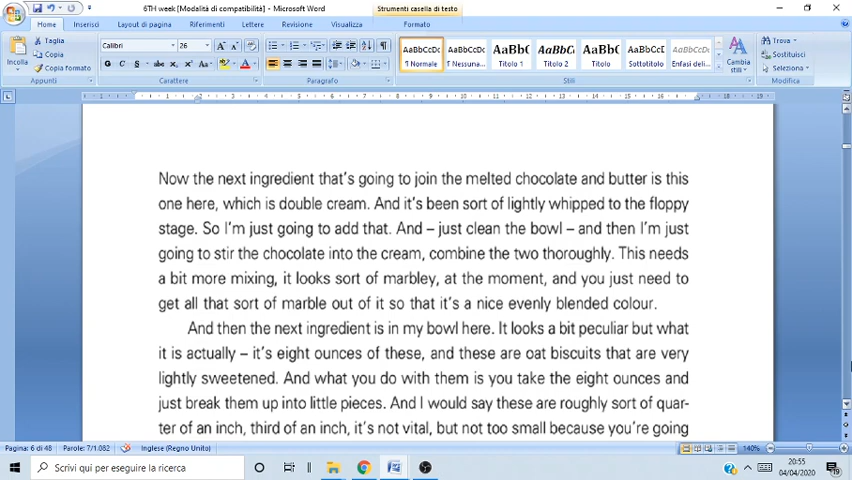 6TH week [Modalità di compatibilità] - Microsoft Word
Strumenti casella di testo
Home Inserisci Layout di pagina Riferimenti Lettere Revisione Visualizza Formato
Taglia
Copia
Copia formato
Incolla
Appunti
Calibri 26
Carattere
Paragrafo
AaBbCcDc AaBbCcDc AaBb( AaBbCc AaBb( AaBbCcD AaBbCcDc
¶ Normale ¶ Nessuna... Titolo 1 Titolo 2 Titolo Sottotitolo Enfasi deli...
Stili
Cambia stili
Trova
Sostituisci
Seleziona
Modifica
Now the next ingredient that's going to join the melted chocolate and butter is this
one here, which is double cream. And it's been sort of lightly whipped to the floppy
stage. So I'm just going to add that. And – just clean the bowl – and then I'm just
going to stir the chocolate into the cream, combine the two thoroughly. This needs
a bit more mixing, it looks sort of marbley, at the moment, and you just need to
get all that sort of marble out of it so that it's a nice evenly blended colour.
And then the next ingredient is in my bowl here. It looks a bit peculiar but what
it is actually – it's eight ounces of these, and these are oat biscuits that are very
lightly sweetened. And what you do with them is you take the eight ounces and
just break them up into little pieces. And I would say these are roughly sort of quar-
ter of an inch, third of an inch, it's not vital, but not too small because you're going
Pagina: 6 di 48 Parole: 7/1.082 Inglese (Regno Unito) 140%
Scrivi qui per eseguire la ricerca
20:55
04/04/2020